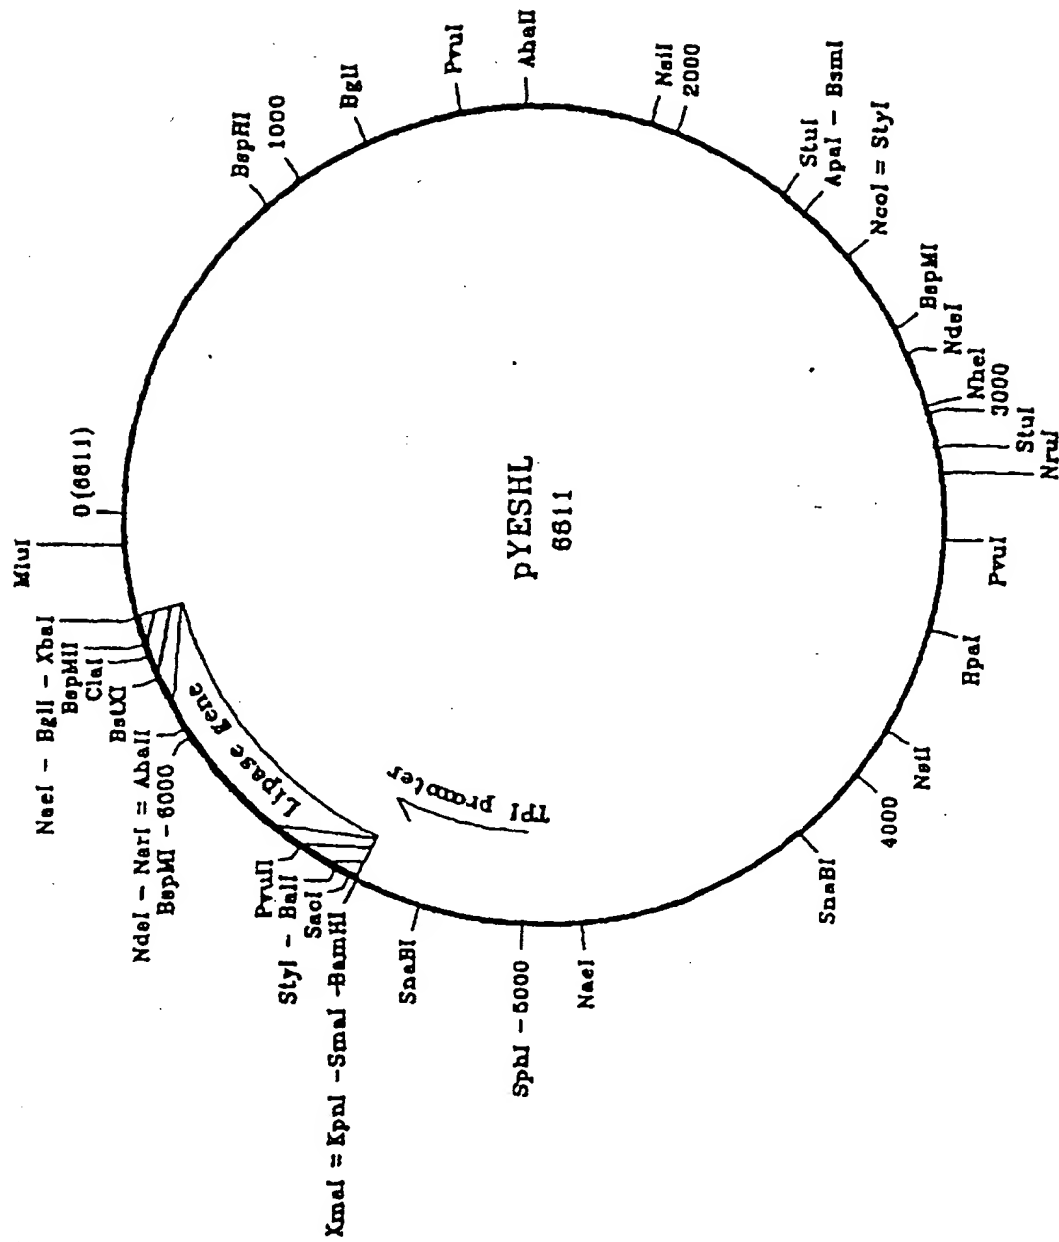 0(6811)
BspHI
1000
BglI
PvuI
AhaII
NsiI
2000
StuI
ApaI - BsmI
NcoI = StyI
BspMI
NdeI
NheI
3000
StuI
NruI
PvuI
HpaI
NsiI
4000
SnaBI
NaeI
SphI - 5000
SnaBI
XmaI = KpnI - SmaI - BamHI
SacI
StyI - BalI
PvuII
BspMI - 6000
NdeI - NarI = AhaII
BstXI
ClaI
BspMII
NaeI - BglI - XbaI
MluI
Lipase gene
TPI promoter
pYESHL
6811